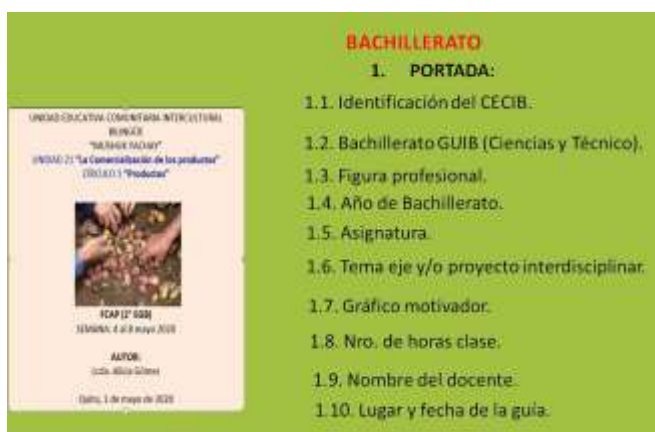 BACHILLERATO
1. PORTADA:
1.1. Identificación del CECIB.
1.2. Bachillerato GUIB (Ciencias y Técnico).
1.3. Figura profesional.
1.4. Año de Bachillerato.
1.5. Asignatura.
1.6. Tema eje y/o proyecto interdisciplinar.
1.7. Gráfico motivador.
1.8. Nro. de horas clase.
1.9. Nombre del docente.
1.10. Lugar y fecha de la guía.
UNIDAD EDUCATIVA COMUNITARIA INTERCULTURAL
BILINGÜE
"MUSHUK YACHAY"
UNIDAD 21 "La Comercialización de los productos"
CÍRCULO 3 "Productos"
SEMANA: 4 al 8 mayo 2020
AUTOR:
Lcda. Alicia Gómez
Quito, 1 de mayo de 2020